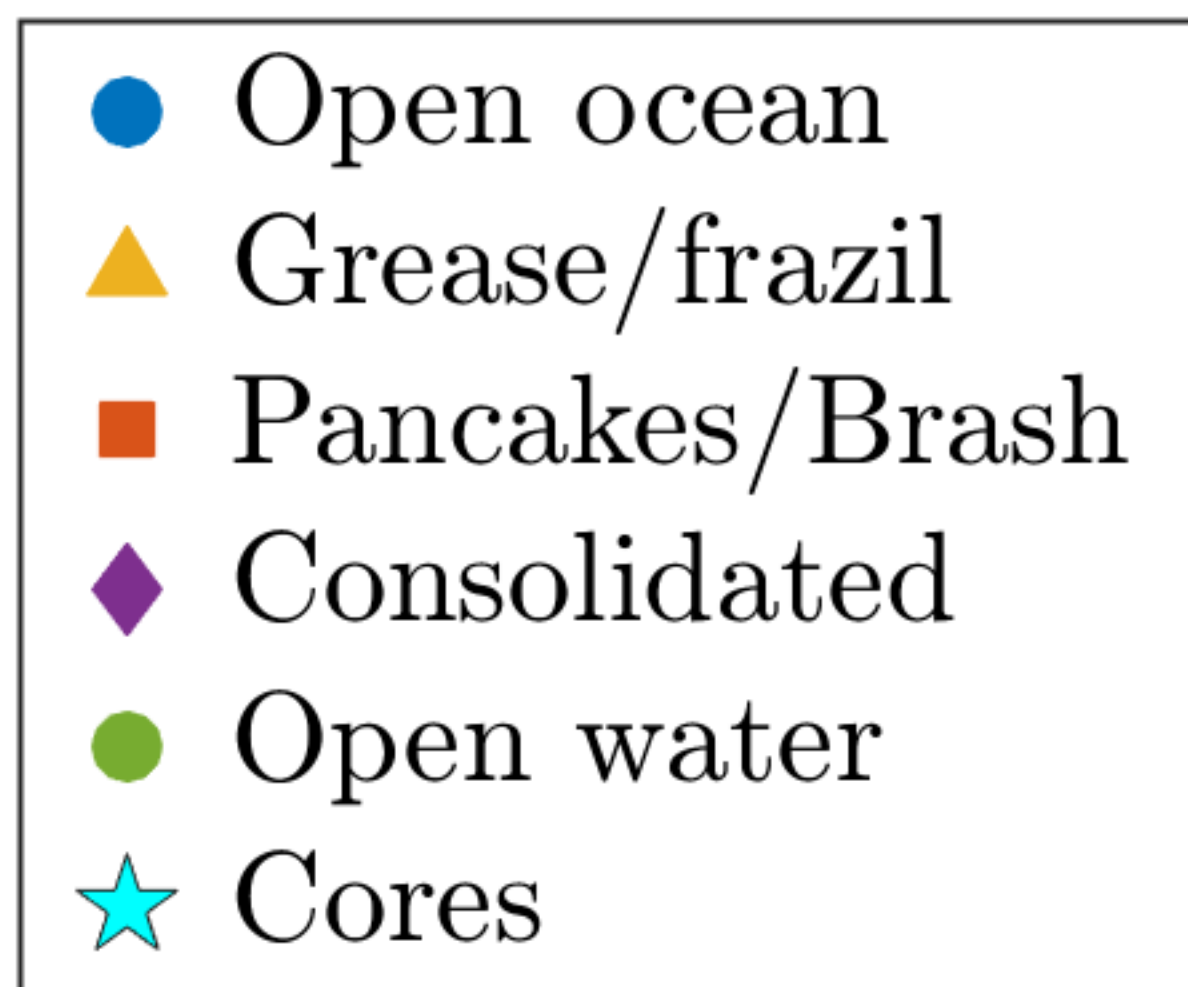 Open ocean
Grease/frazil
Pancakes/Brash
Consolidated
Open water
Cores